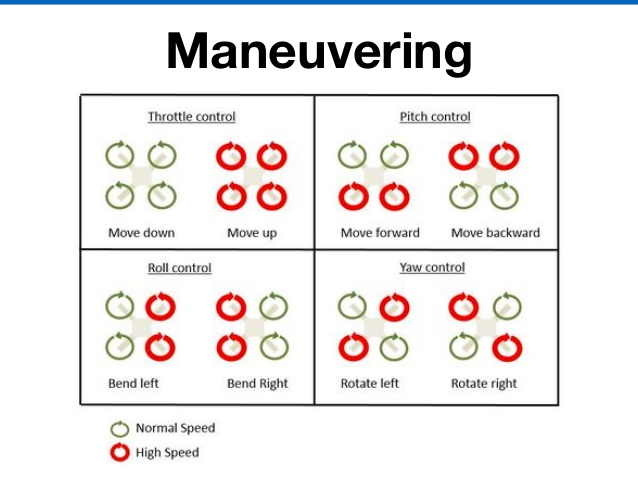 Maneuvering
Throttle control
Move down Move up
Pitch control
Move forward Move backward
Roll control
Bend left Bend Right
Yaw control
Rotate left Rotate right
Normal Speed
High Speed